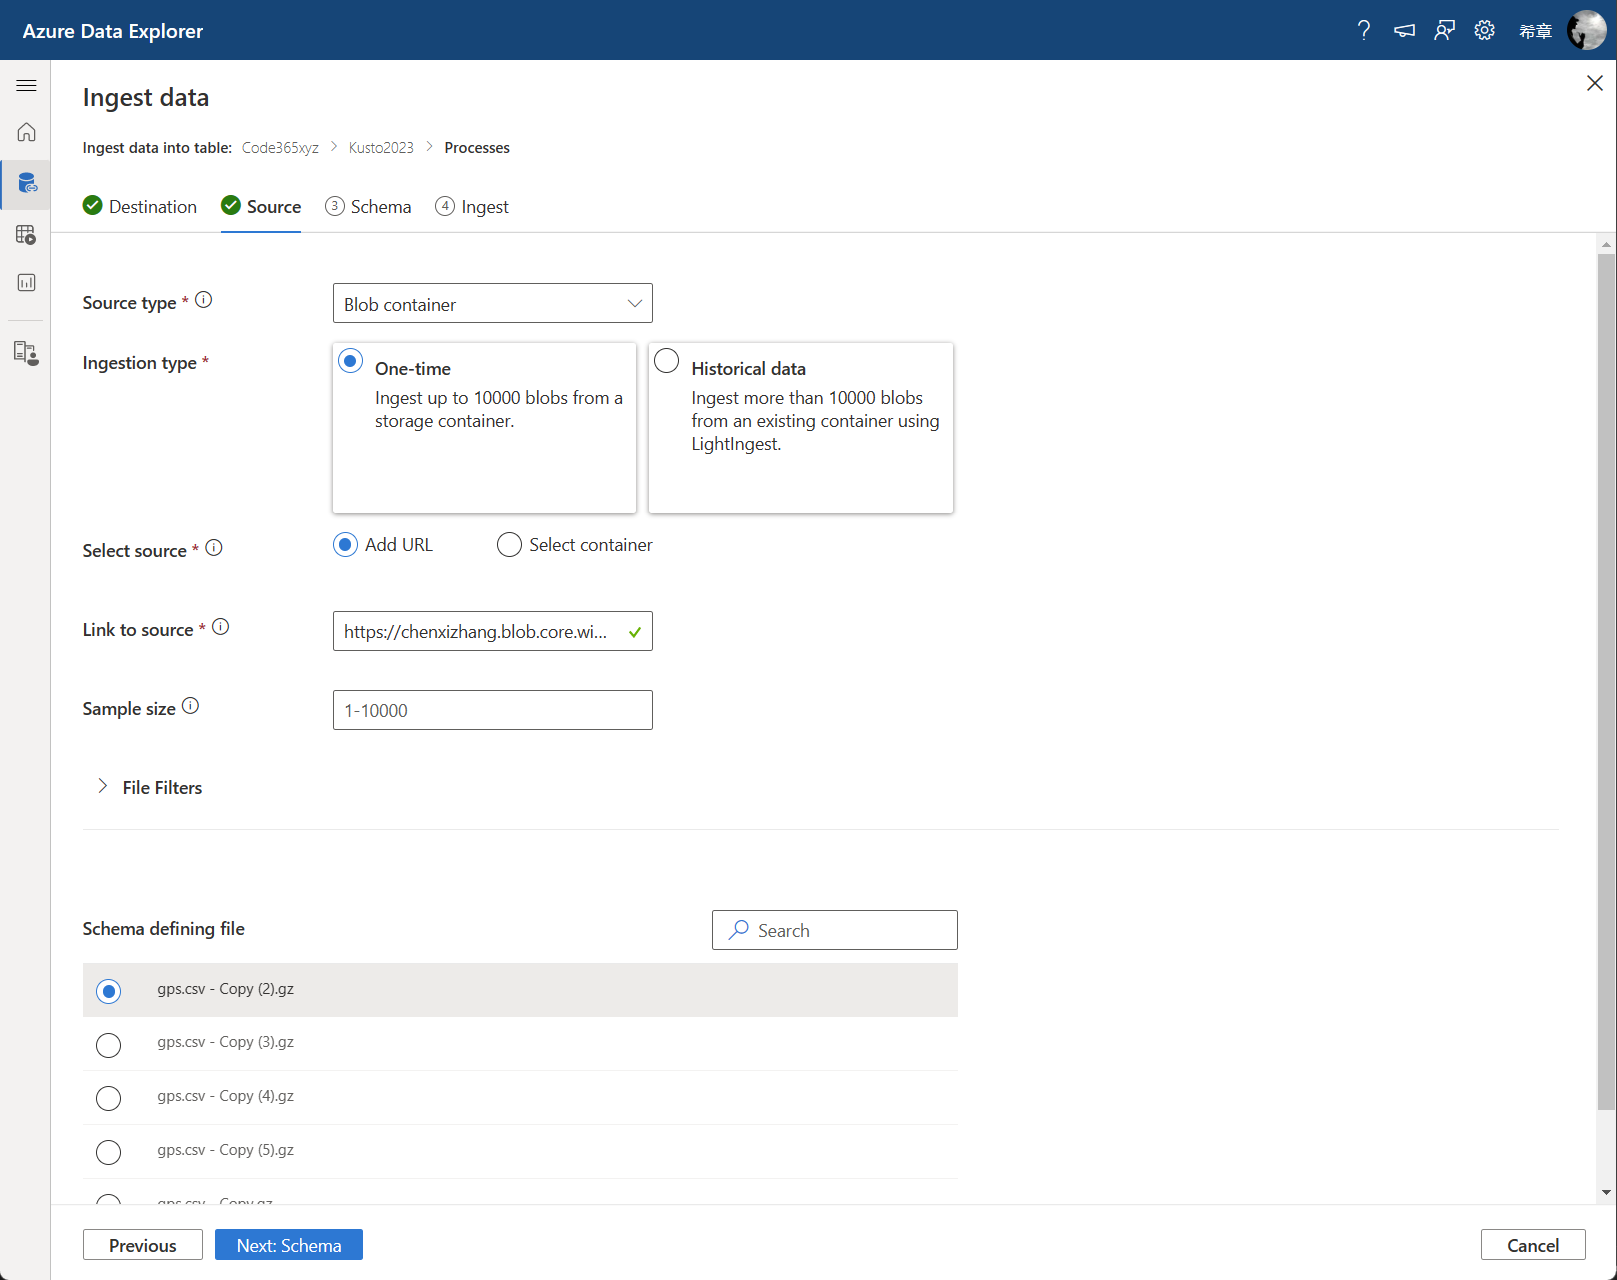 Azure Data Explorer
希章
Ingest data
Ingest data into table: Code365xyz > Kusto2023 > Processes
Destination
Source
3 Schema
4 Ingest
Source type *
Blob container
Ingestion type *
One-time
Ingest up to 10000 blobs from a
storage container.
Historical data
Ingest more than 10000 blobs
from an existing container using
LightIngest.
Select source *
Add URL
Select container
Link to source *
https://chenxizhang.blob.core.wi...
Sample size
1-10000
File Filters
Schema defining file
Search
gps.csv - Copy (2).gz
gps.csv - Copy (3).gz
gps.csv - Copy (4).gz
gps.csv - Copy (5).gz
gps.csv - Copy.gz
Previous
Next: Schema
Cancel